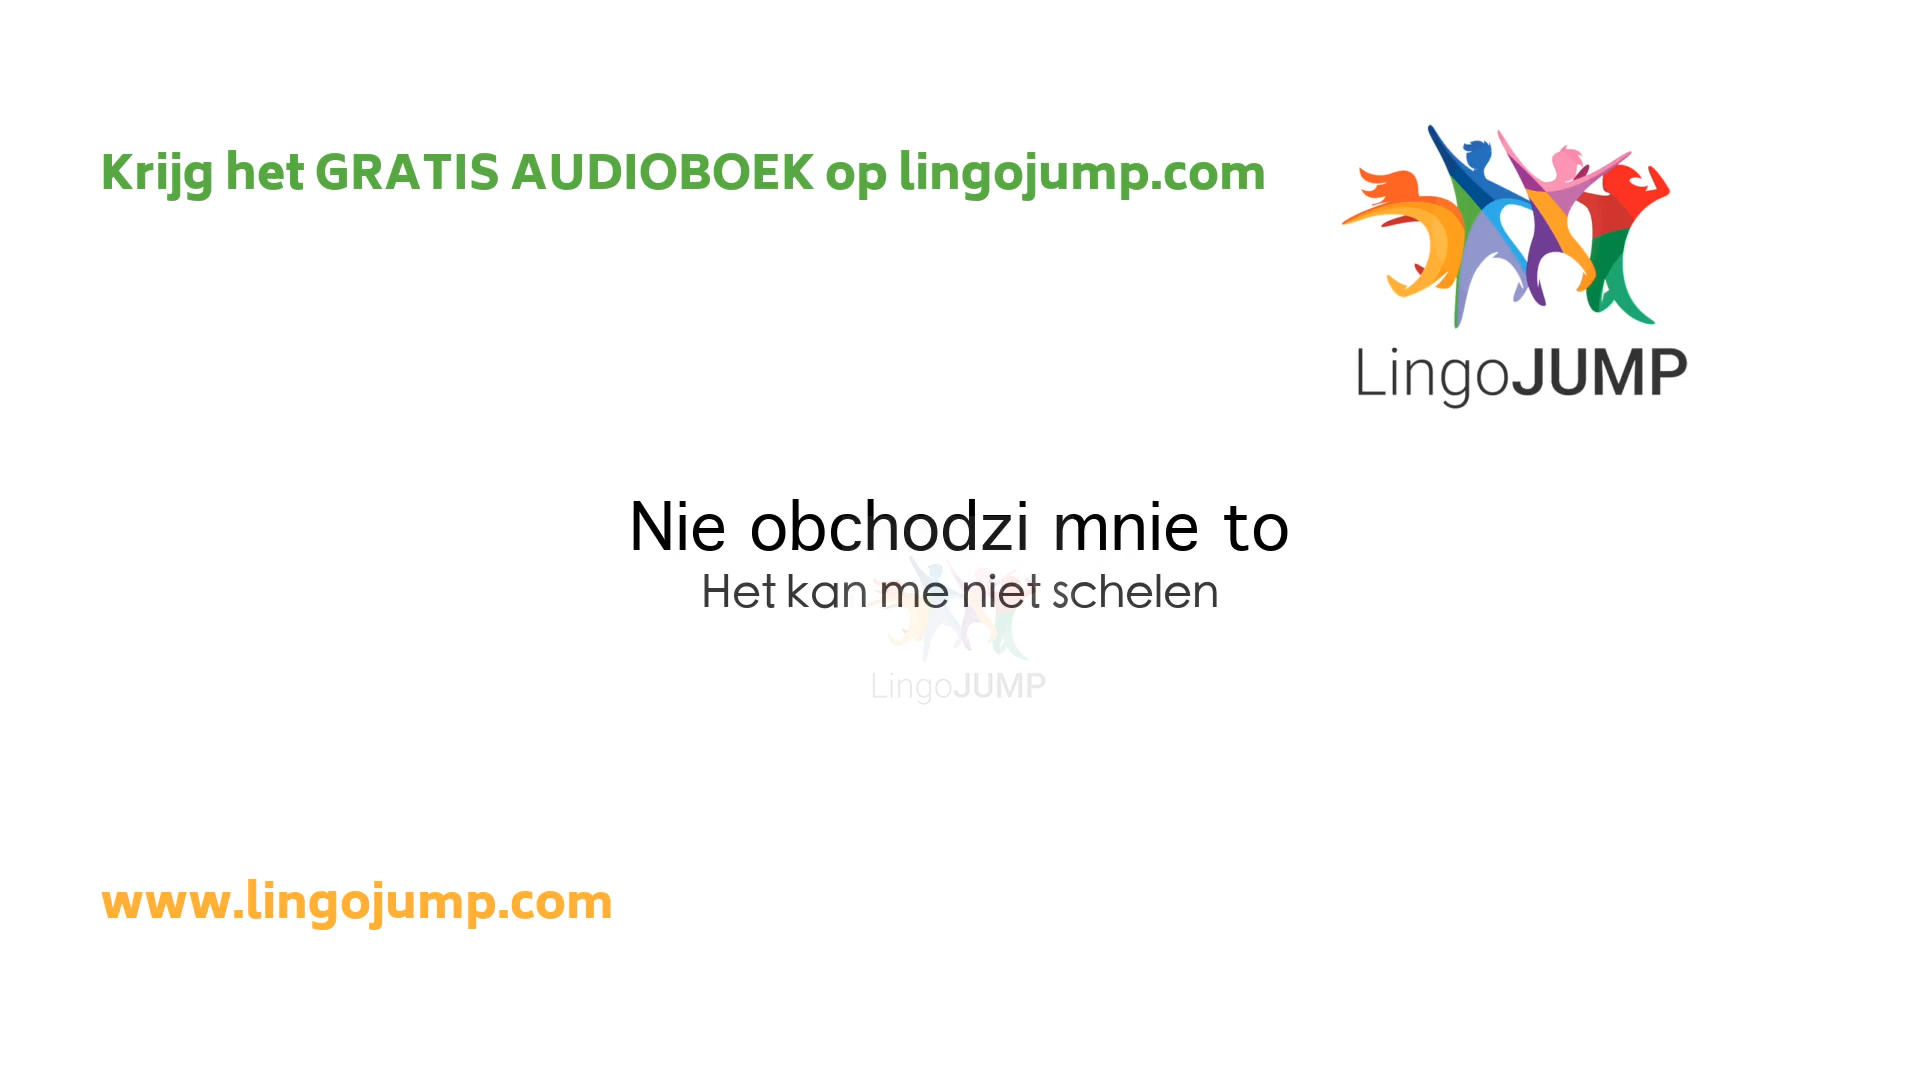 Krijg het GRATIS AUDIOBOEK op lingojump.com
LingoJUMP
Nie obchodzi mnie to
Het kan me niet schelen
LingoJUMP
www.lingojump.com